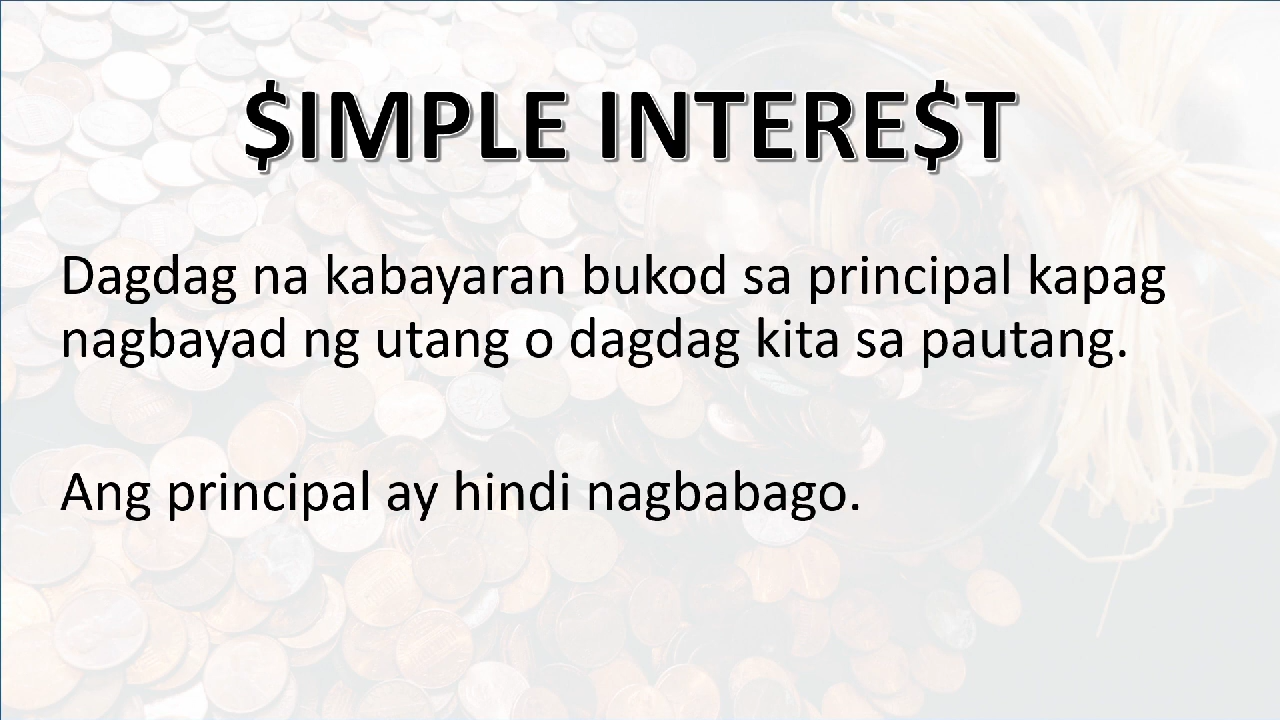 $IMPLE INTERE$T
Dagdag na kabayaran bukod sa principal kapag
nagbayad ng utang o dagdag kita sa pautang.
Ang principal ay hindi nagbabago.